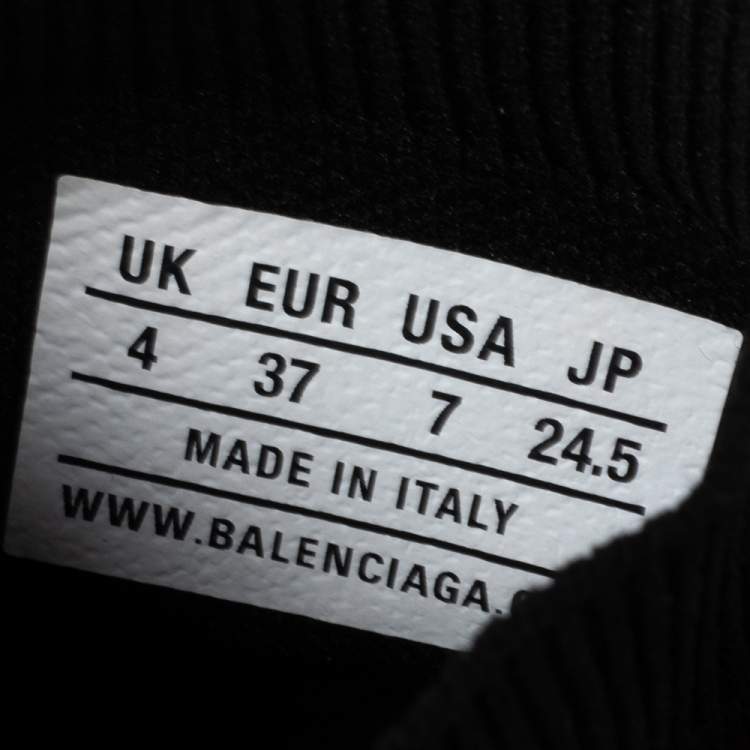 UK EUR USA JP
4 37 7 24.5
MADE IN ITALY
WWW.BALENCIAGA.